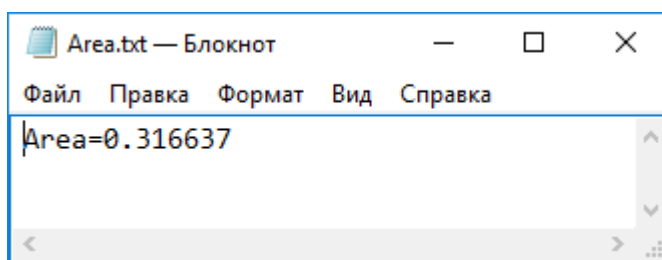 Area.txt — Блокнот
Файл Правка Формат Вид Справка
Area=0.316637